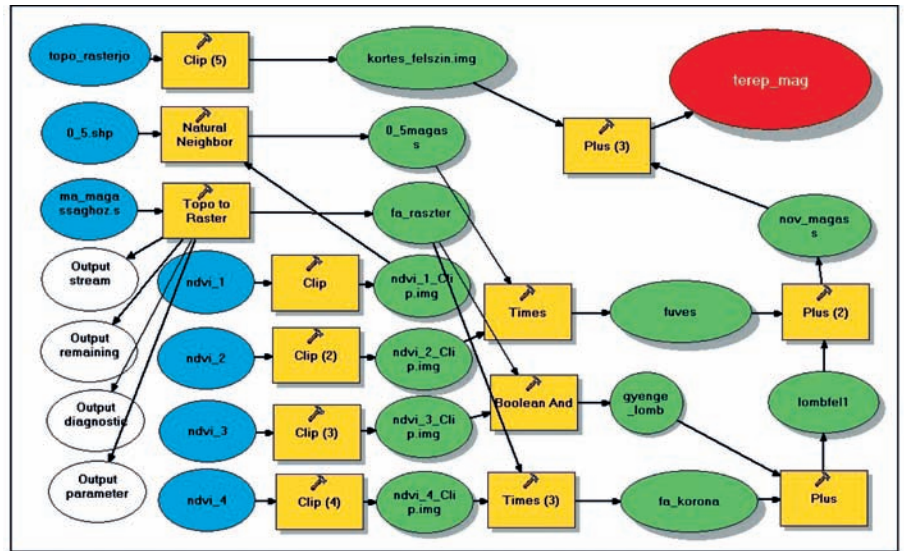 topo_rasterjo
Clip (5)
kortes_felszin.img
terep_mag
0_5.shp
Natural
Neighbor
0_5magas
s
Plus (3)
ma_maga
ssaghoz.s
Topo to
Raster
fa_raszter
nov_magas
s
Output
stream
ndvi_1
Clip
ndvi_1_Cli
p.img
Times
fuves
Plus (2)
Output
remaining
ndvi_2
Clip (2)
ndvi_2_Cli
p.img
Boolean And
gyenge
_lomb
lombfel1
Output
diagnostic
ndvi_3
Clip (3)
ndvi_3_Cli
p.img
Output
parameter
ndvi_4
Clip (4)
ndvi_4_Cli
p.img
Times (3)
fa_korona
Plus